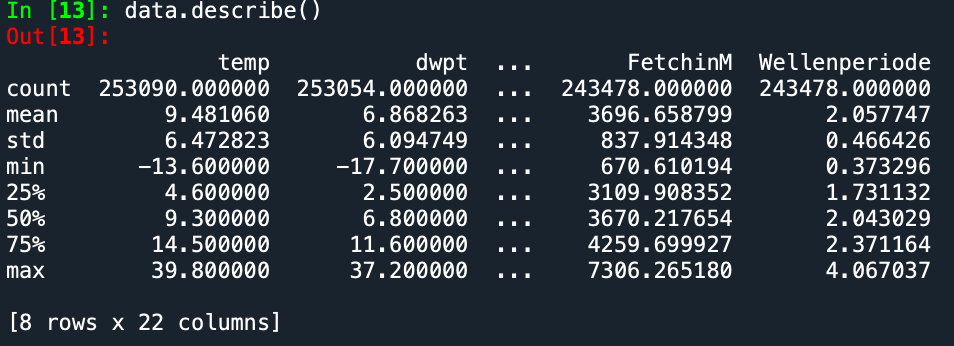 In [13]: data.describe()
Out[13]:
temp dwpt ... FetchinM Wellenperiode
count 253090.000000 253054.000000 ... 243478.000000 243478.000000
mean 9.481060 6.868263 ... 3696.658799 2.057747
std 6.472823 6.094749 ... 837.914348 0.466426
min -13.600000 -17.700000 ... 670.610194 0.373296
25% 4.600000 2.500000 ... 3109.908352 1.731132
50% 9.300000 6.800000 ... 3670.217654 2.043029
75% 14.500000 11.600000 ... 4259.699927 2.371164
max 39.800000 37.200000 ... 7306.265180 4.067037
[8 rows x 22 columns]